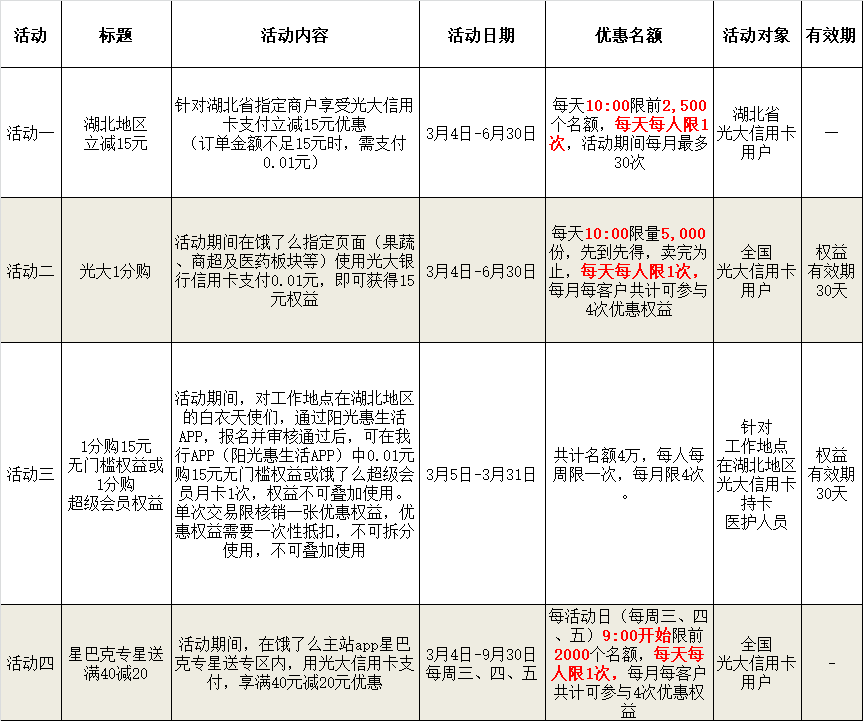 活动
标题
活动内容
活动日期
优惠名额
活动对象
有效期
活动一
湖北地区
立减15元
针对湖北省指定商户享受光大信用
卡支付立减15元优惠
（订单金额不足15元时，需支付
0.01元）
3月4日-6月30日
每天10:00限前2,500
个名额，每天每人限1
次，活动期间每月最多
30次
湖北省
光大信用卡
用户
—
活动二
光大1分购
活动期间在饿了么指定页面（果蔬
、商超及医药板块等）使用光大银
行信用卡支付0.01元，即可获得15
元权益
3月4日-6月30日
每天10:00限量5,000
份，先到先得，卖完为
止，每天每人限1次，
每月每客户共计可参与
4次优惠权益
全国
光大信用卡
用户
权益
有效期
30天
活动三
1分购15元
无门槛权益或
1分购
超级会员权益
活动期间，对工作地点在湖北地区
的白衣天使们，通过阳光惠生活
APP，报名并审核通过后，可在我
行APP（阳光惠生活APP）中0.01元
购15元无门槛权益或饿了么超级会
员月卡1次，权益不可叠加使用。
单次交易限核销一张优惠权益，优
惠权益需要一次性抵扣，不可拆分
使用，不可叠加使用
3月5日-3月31日
共计名额4万，每人每
周限一次，每月限4次
。
针对
工作地点
在湖北地区
光大信用卡
持卡
医护人员
权益
有效期
30天
活动四
星巴克专星送
满40减20
活动期间，在饿了么主站app星巴
克专星送专区内，用光大信用卡支
付，享满40元减20元优惠
3月4日-9月30日
每周三、四、五
每活动日（每周三、四
、五）9:00开始限前
2000个名额，每天每
人限1次，每月每客户
共计可参与4次优惠权
益
全国
光大信用卡
用户
-